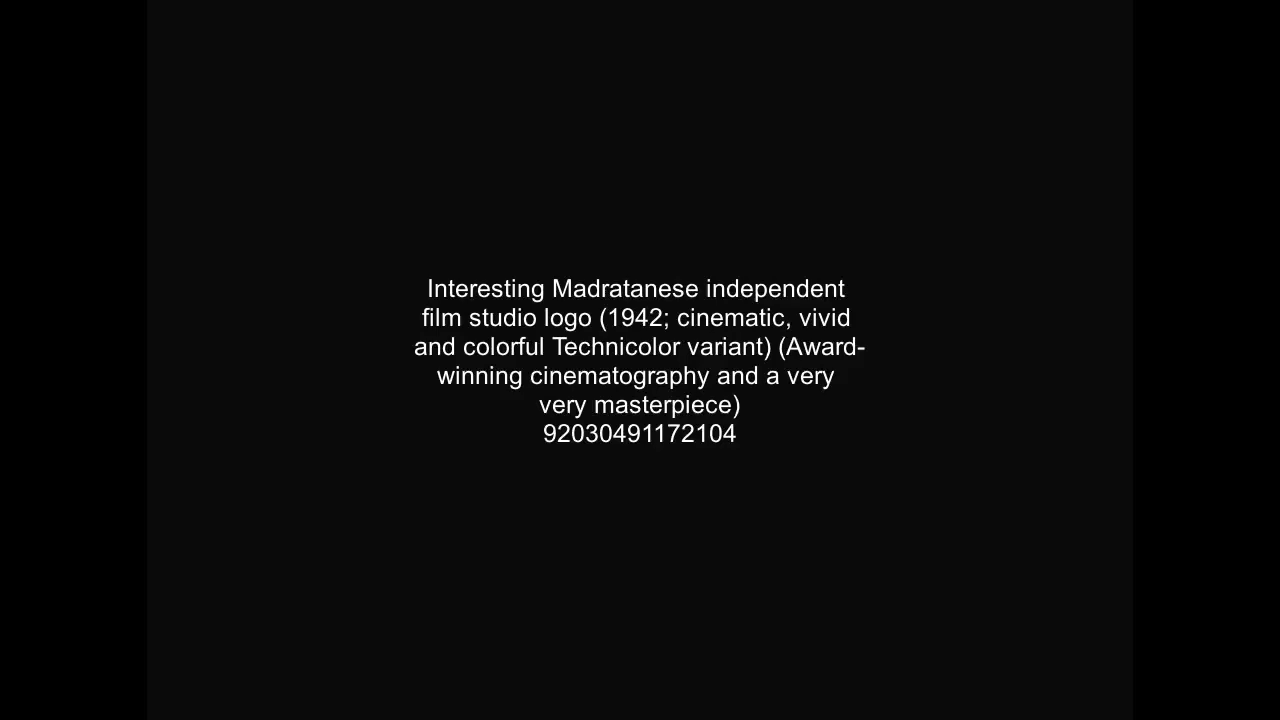 Interesting Madratanese independent
film studio logo (1942; cinematic, vivid
and colorful Technicolor variant) (Award-
winning cinematography and a very
very masterpiece)
92030491172104